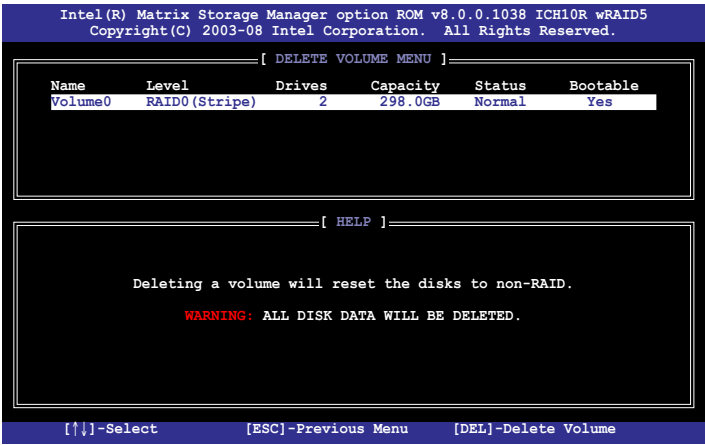 Intel(R) Matrix Storage Manager option ROM v8.0.0.1038 ICH10R wRAID5
Copyright(C) 2003-08 Intel Corporation. All Rights Reserved.
[ DELETE VOLUME MENU ]
Name Level Drives Capacity Status Bootable
Volume0 RAID0(Stripe) 2 298.0GB Normal Yes
[ HELP ]
Deleting a volume will reset the disks to non-RAID.
WARNING: ALL DISK DATA WILL BE DELETED.
[↑↓]-Select [ESC]-Previous Menu [DEL]-Delete Volume